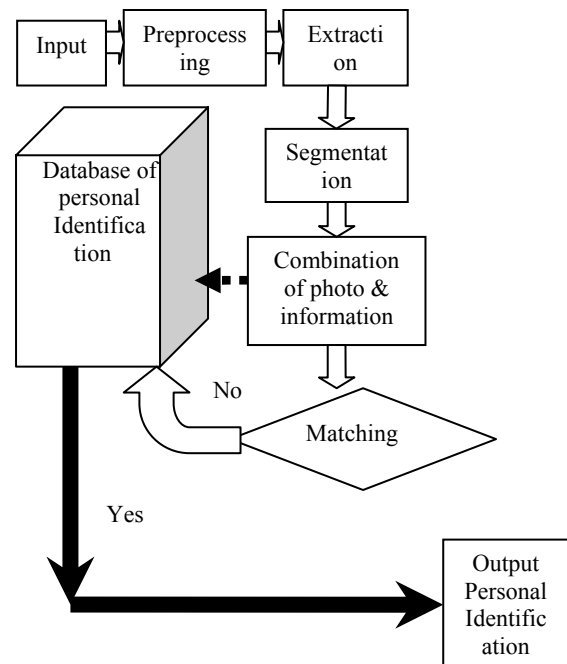 Input
Preprocess
ing
Extracti
on
Segmentat
ion
Database of
personal
Identifica
tion
Combination
of photo &
information
No
Matching
Yes
Output
Personal
Identific
ation